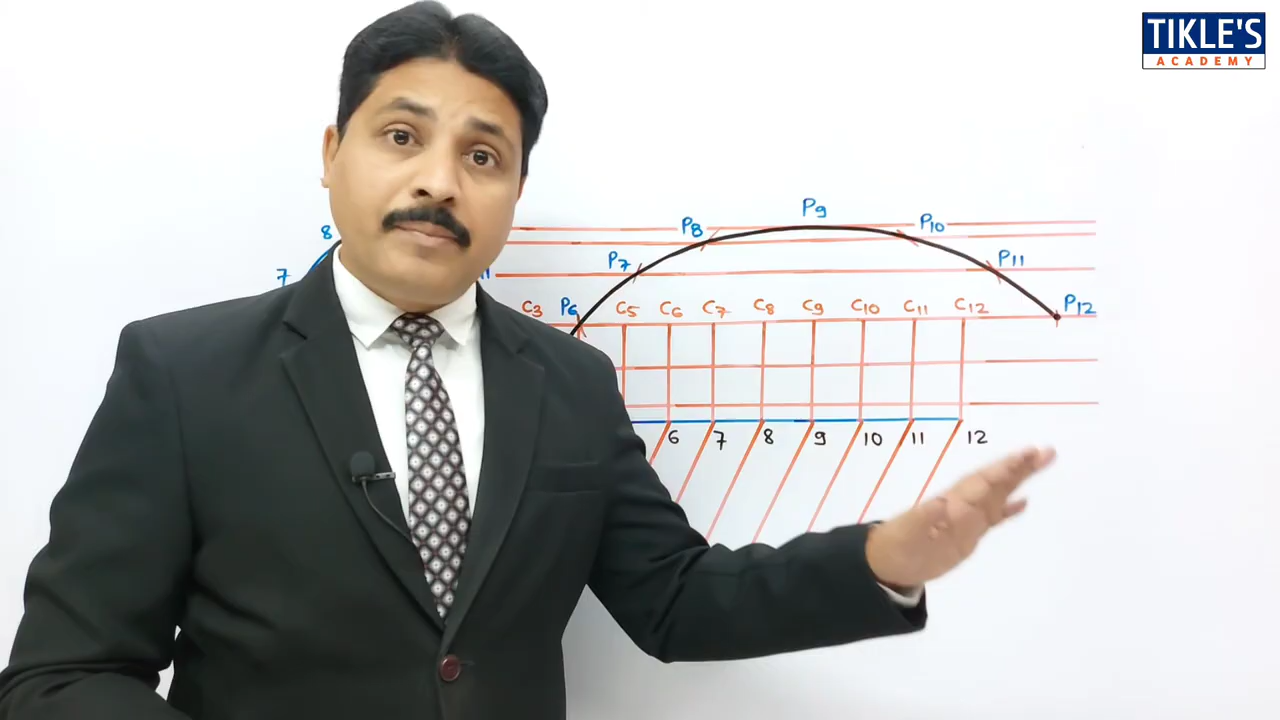 TIKLE'S
ACADEMY
P9
P8 P10
8
P7 P11
7 11
C3 P6 C5 C6 C7 C8 C9 C10 C11 C12 P12
6 7 8 9 10 11 12